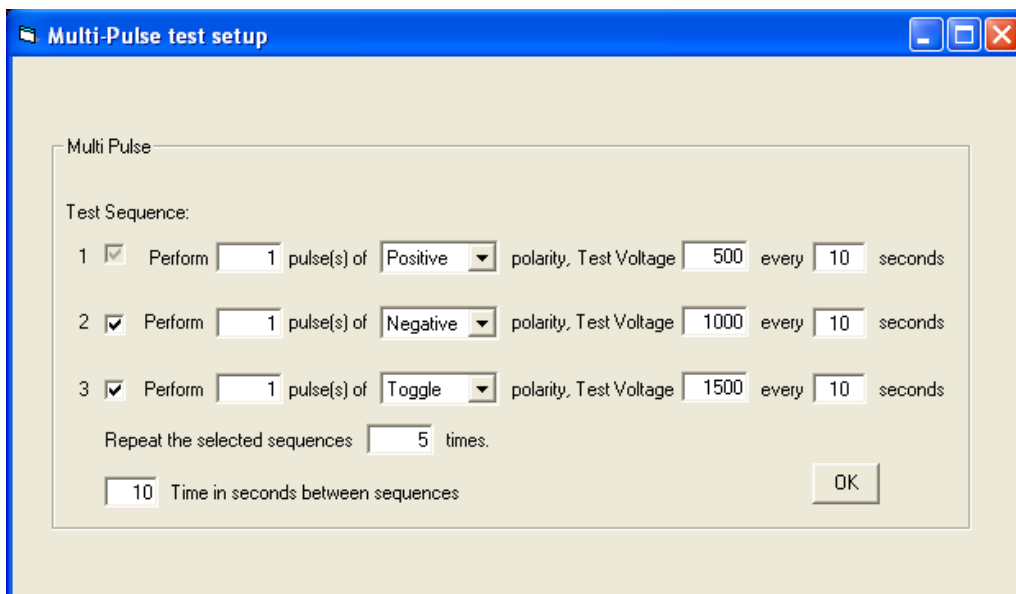 Multi-Pulse test setup
Multi Pulse
Test Sequence:
1 Perform 1 pulse(s) of Positive polarity, Test Voltage 500 every 10 seconds
2 Perform 1 pulse(s) of Negative polarity, Test Voltage 1000 every 10 seconds
3 Perform 1 pulse(s) of Toggle polarity, Test Voltage 1500 every 10 seconds
Repeat the selected sequences 5 times.
10 Time in seconds between sequences
OK